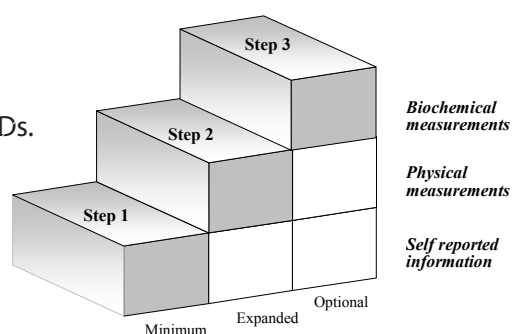 Step 3
Ds.
Step 2
Step 1
Biochemical
measurements
Physical
measurements
Self reported
information
Minimum
Expanded
Optional